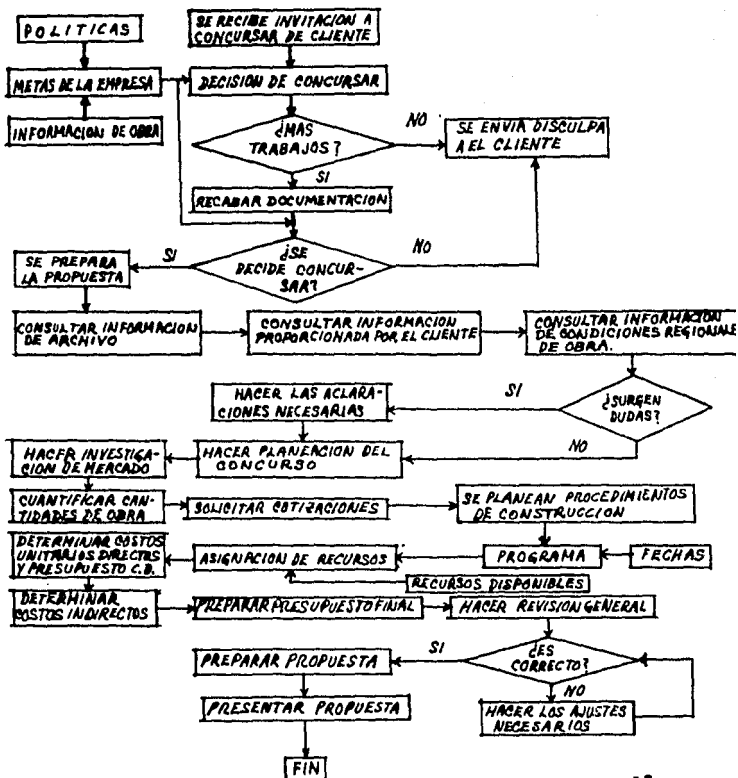 POLITICAS
SE RECIBE INVITACION A
CONCURSAR DE CLIENTE
METAS DE LA EMPRESA
DECISION DE CONCURSAR
INFORMACION DE OBRA
¿MAS
TRABAJOS?
NO
SE ENVIA DISCULPA
A EL CLIENTE
SI
RECABAR DOCUMENTACION
¿SE
DECIDE CONCUR-
SAR?
SI
NO
SE PREPARA
LA PROPUESTA
CONSULTAR INFORMACION
DE ARCHIVO
CONSULTAR INFORMACION
PROPORCIONADA POR EL CLIENTE
CONSULTAR INFORMACION
DE CONDICIONES REGIONALES
DE OBRA.
¿SURGEN
DUDAS?
SI
HACER LAS ACLARA-
CIONES NECESARIAS
NO
HACER PLANEACION DEL
CONCURSO
HACER INVESTIGA-
CION DE MERCADO
CUANTIFICAR CAN-
TIDADES DE OBRA
SOLICITAR COTIZACIONES
SE PLANEAN PROCEDIMIENTOS
DE CONSTRUCCION
FECHAS
PROGRAMA
ASIGNACION DE RECURSOS
RECURSOS DISPONIBLES
DETERMINAR COSTOS
UNITARIOS DIRECTOS
Y PRESUPUESTO C.D.
DETERMINAR
COSTOS INDIRECTOS
PREPARAR PRESUPUESTO FINAL
HACER REVISION GENERAL
¿ES
CORRECTO?
SI
NO
HACER LOS AJUSTES
NECESARIOS
PREPARAR PROPUESTA
PRESENTAR PROPUESTA
FIN